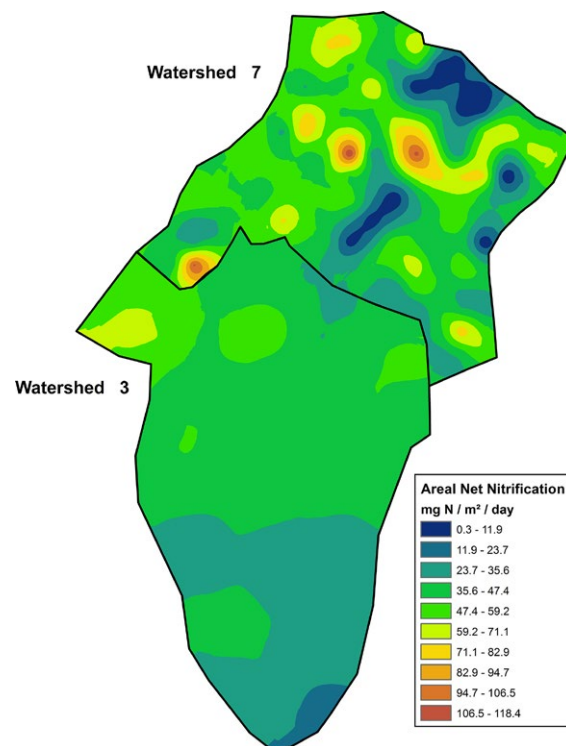 Watershed 7
Watershed 3
Areal Net Nitrification
mg N / m² / day
0.3 - 11.9
11.9 - 23.7
23.7 - 35.6
35.6 - 47.4
47.4 - 59.2
59.2 - 71.1
71.1 - 82.9
82.9 - 94.7
94.7 - 106.5
106.5 - 118.4